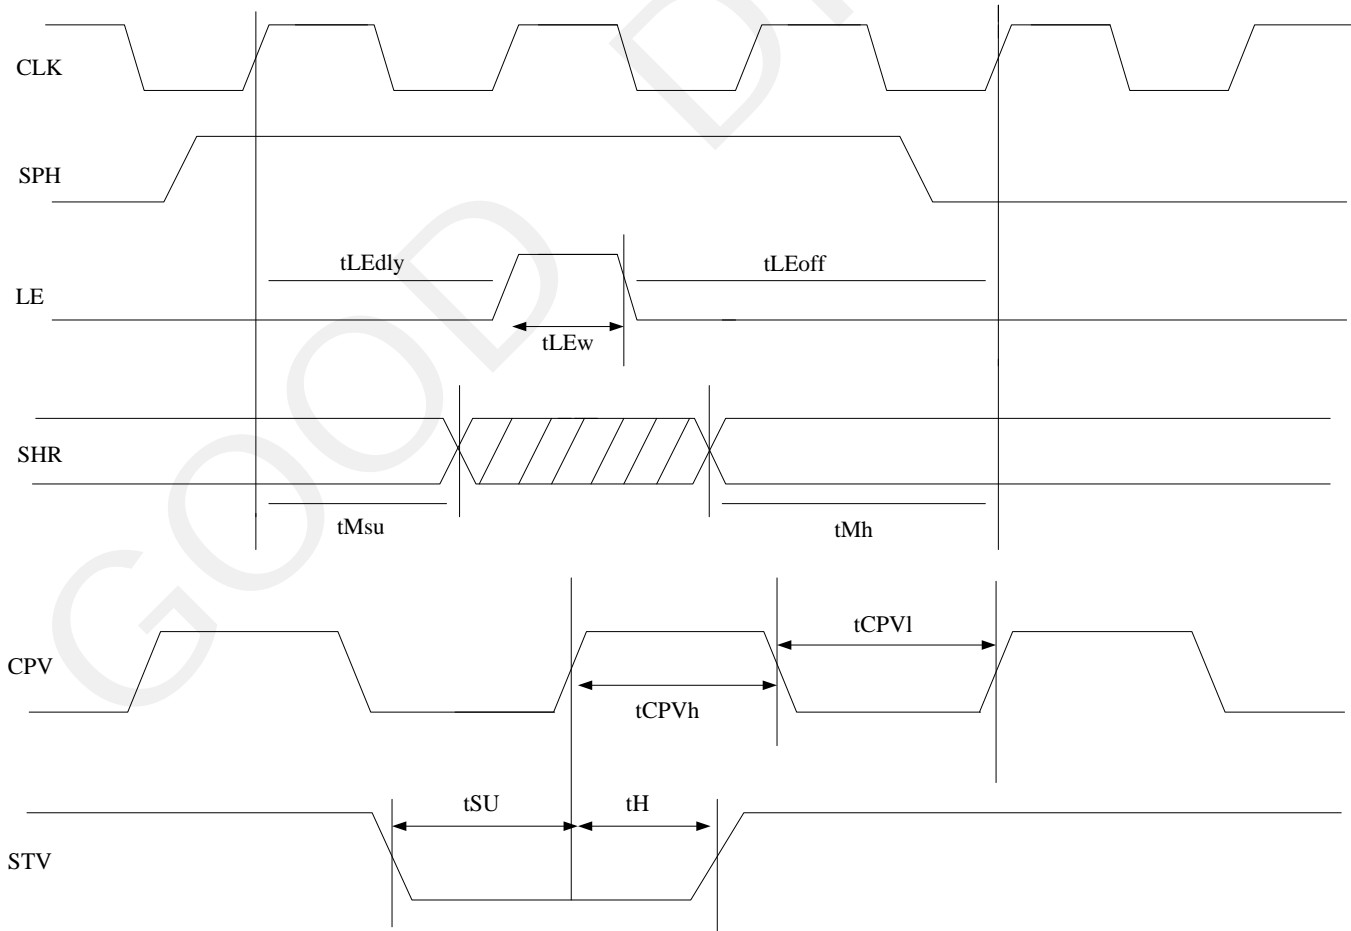 CLK
SPH
tLEdly
tLEoff
LE
tLEw
SHR
tMsu
tMh
tCPVl
CPV
tCPVh
tSU
tH
STV
GOOD D